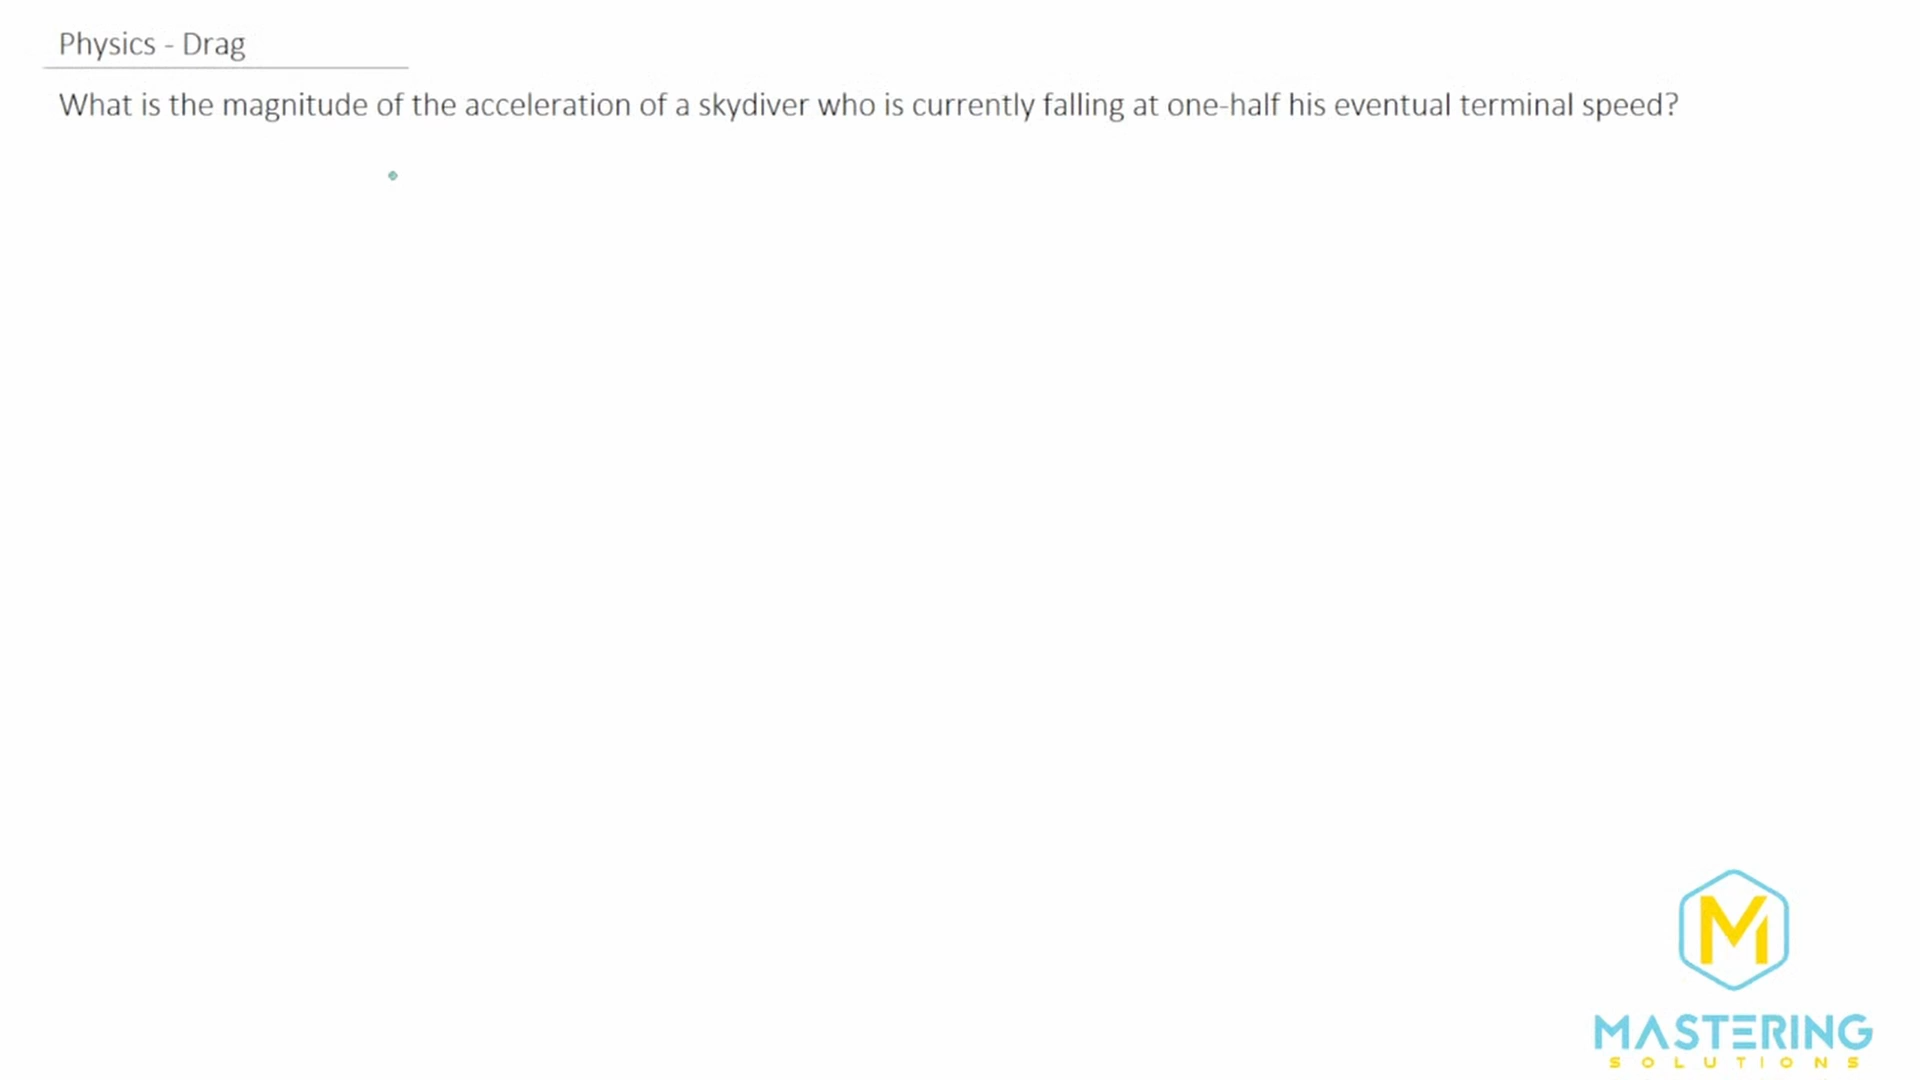 Physics - Drag
What is the magnitude of the acceleration of a skydiver who is currently falling at one-half his eventual terminal speed?
M
MASTERING
SOLUTIONS